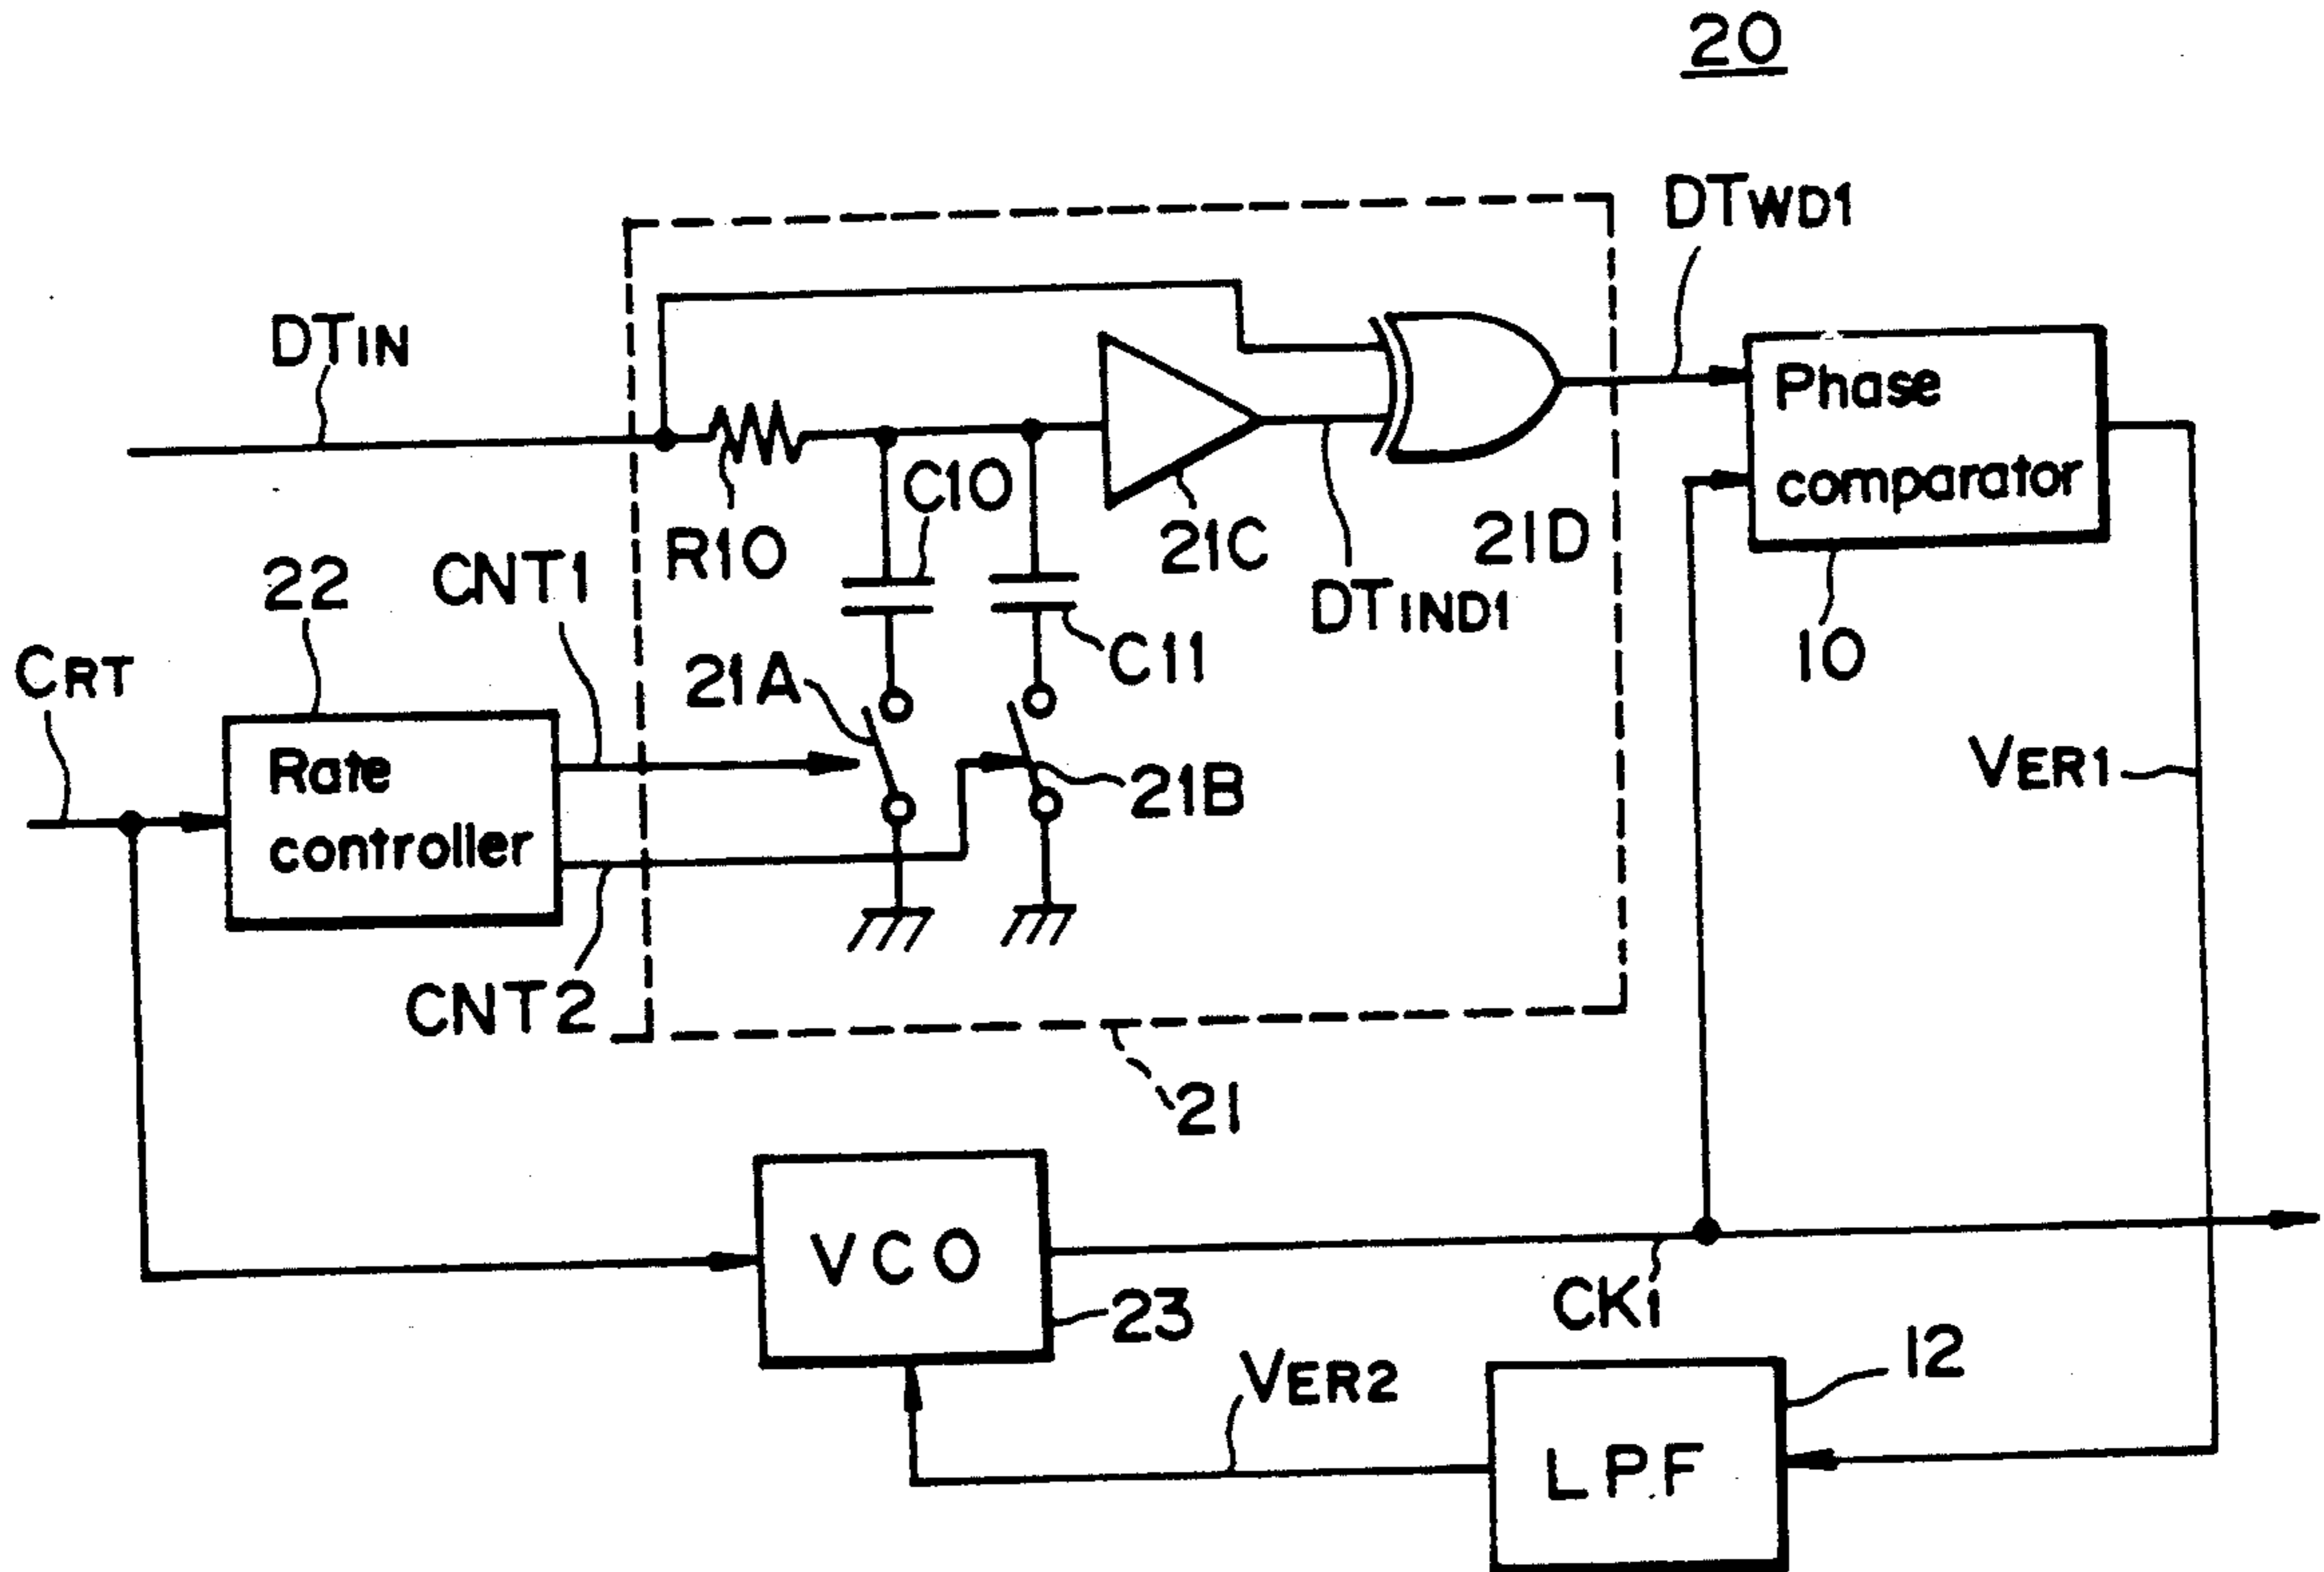 20
DTWD1
DTIN
Phase
comparator
C10
R10
21C
21D
22
CNT1
DTIND1
C11
10
CRT
21A
Rate
controller
21B
VER1
CNT2
21
VCO
23
CK1
12
VER2
LPF